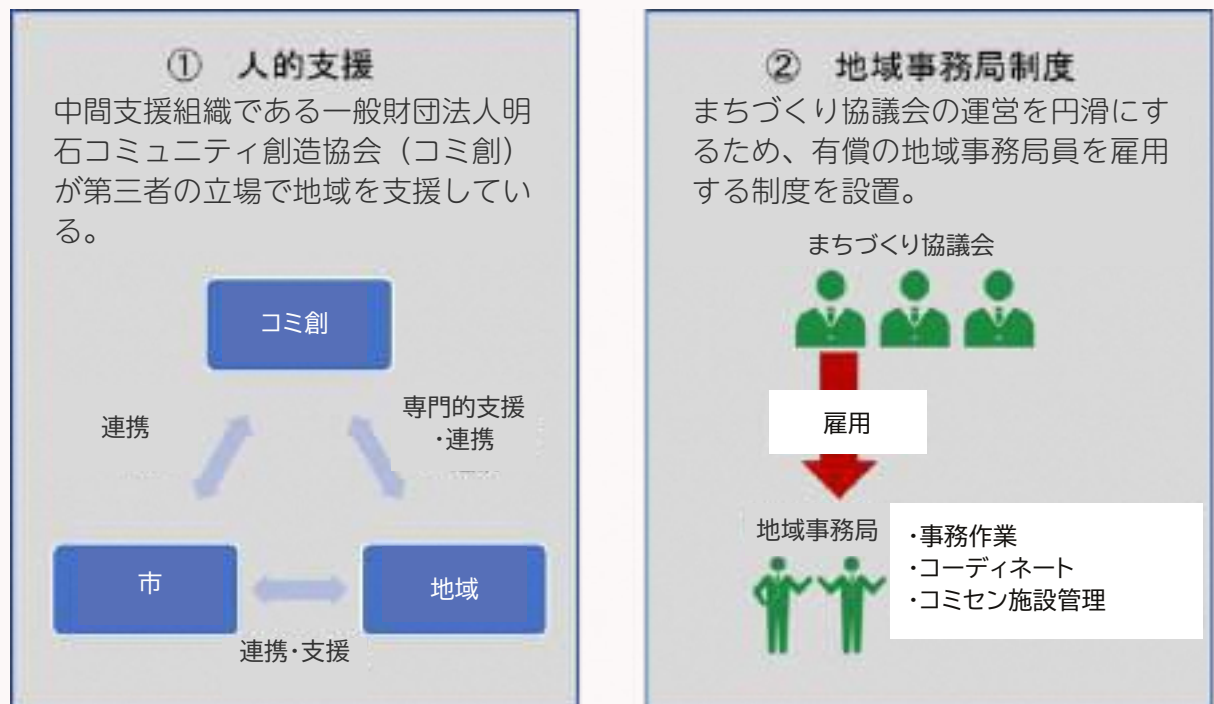 ① 人的支援
中間支援組織である一般財団法人明
石コミュニティ創造協会（コミ創）
が第三者の立場で地域を支援してい
る。
コミ創
連携
専門的支援
・連携
市
地域
連携・支援
② 地域事務局制度
まちづくり協議会の運営を円滑にす
るため、有償の地域事務局員を雇用
する制度を設置。
まちづくり協議会
雇用
地域事務局
・事務作業
・コーディネート
・コミセン施設管理